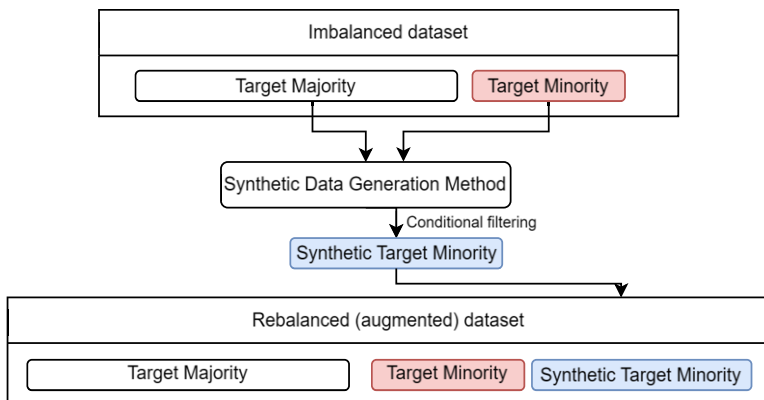 Imbalanced dataset
Target Majority
Target Minority
Synthetic Data Generation Method
Conditional filtering
Synthetic Target Minority
Rebalanced (augmented) dataset
Target Majority
Target Minority
Synthetic Target Minority